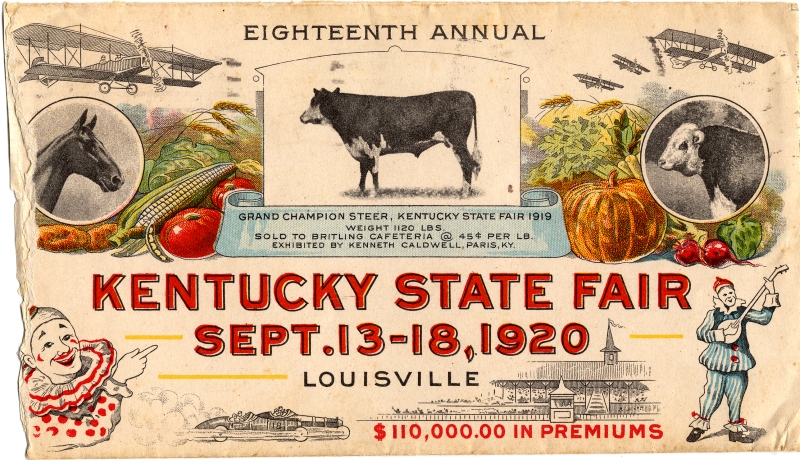 EIGHTEENTH ANNUAL
GRAND CHAMPION STEER, KENTUCKY STATE FAIR 1919
WEIGHT 1120 LBS.
SOLD TO BRITLING CAFETERIA @ 45¢ PER LB.
EXHIBITED BY KENNETH CALDWELL, PARIS, KY.
KENTUCKY STATE FAIR
SEPT. 13-18, 1920
LOUISVILLE
$110,000.00 IN PREMIUMS